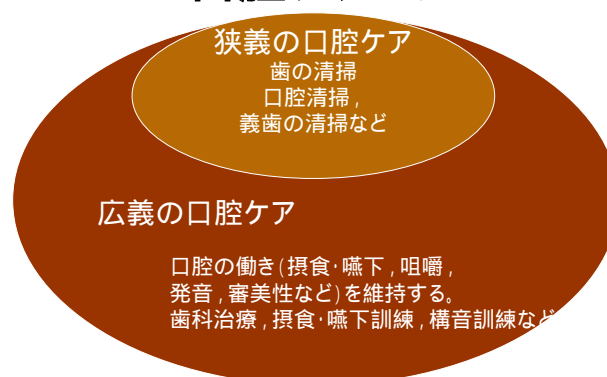 狭義の口腔ケア
歯の清掃
口腔清掃,
義歯の清掃など
広義の口腔ケア
口腔の働き(摂食・嚥下,咀嚼,
発音,審美性など)を維持する。
歯科治療,摂食・嚥下訓練,構音訓練など